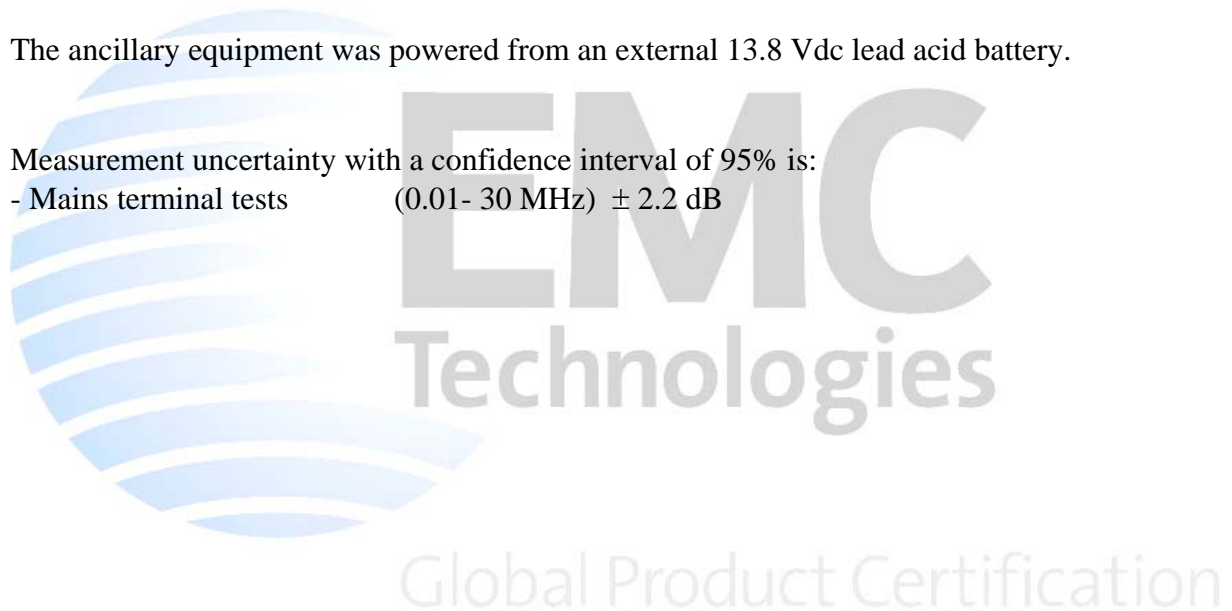 The ancillary equipment was powered from an external 13.8 Vdc lead acid battery.
Measurement uncertainty with a confidence interval of 95% is:
- Mains terminal tests (0.01- 30 MHz) ± 2.2 dB
EMC
Technologies
Global Product Certification